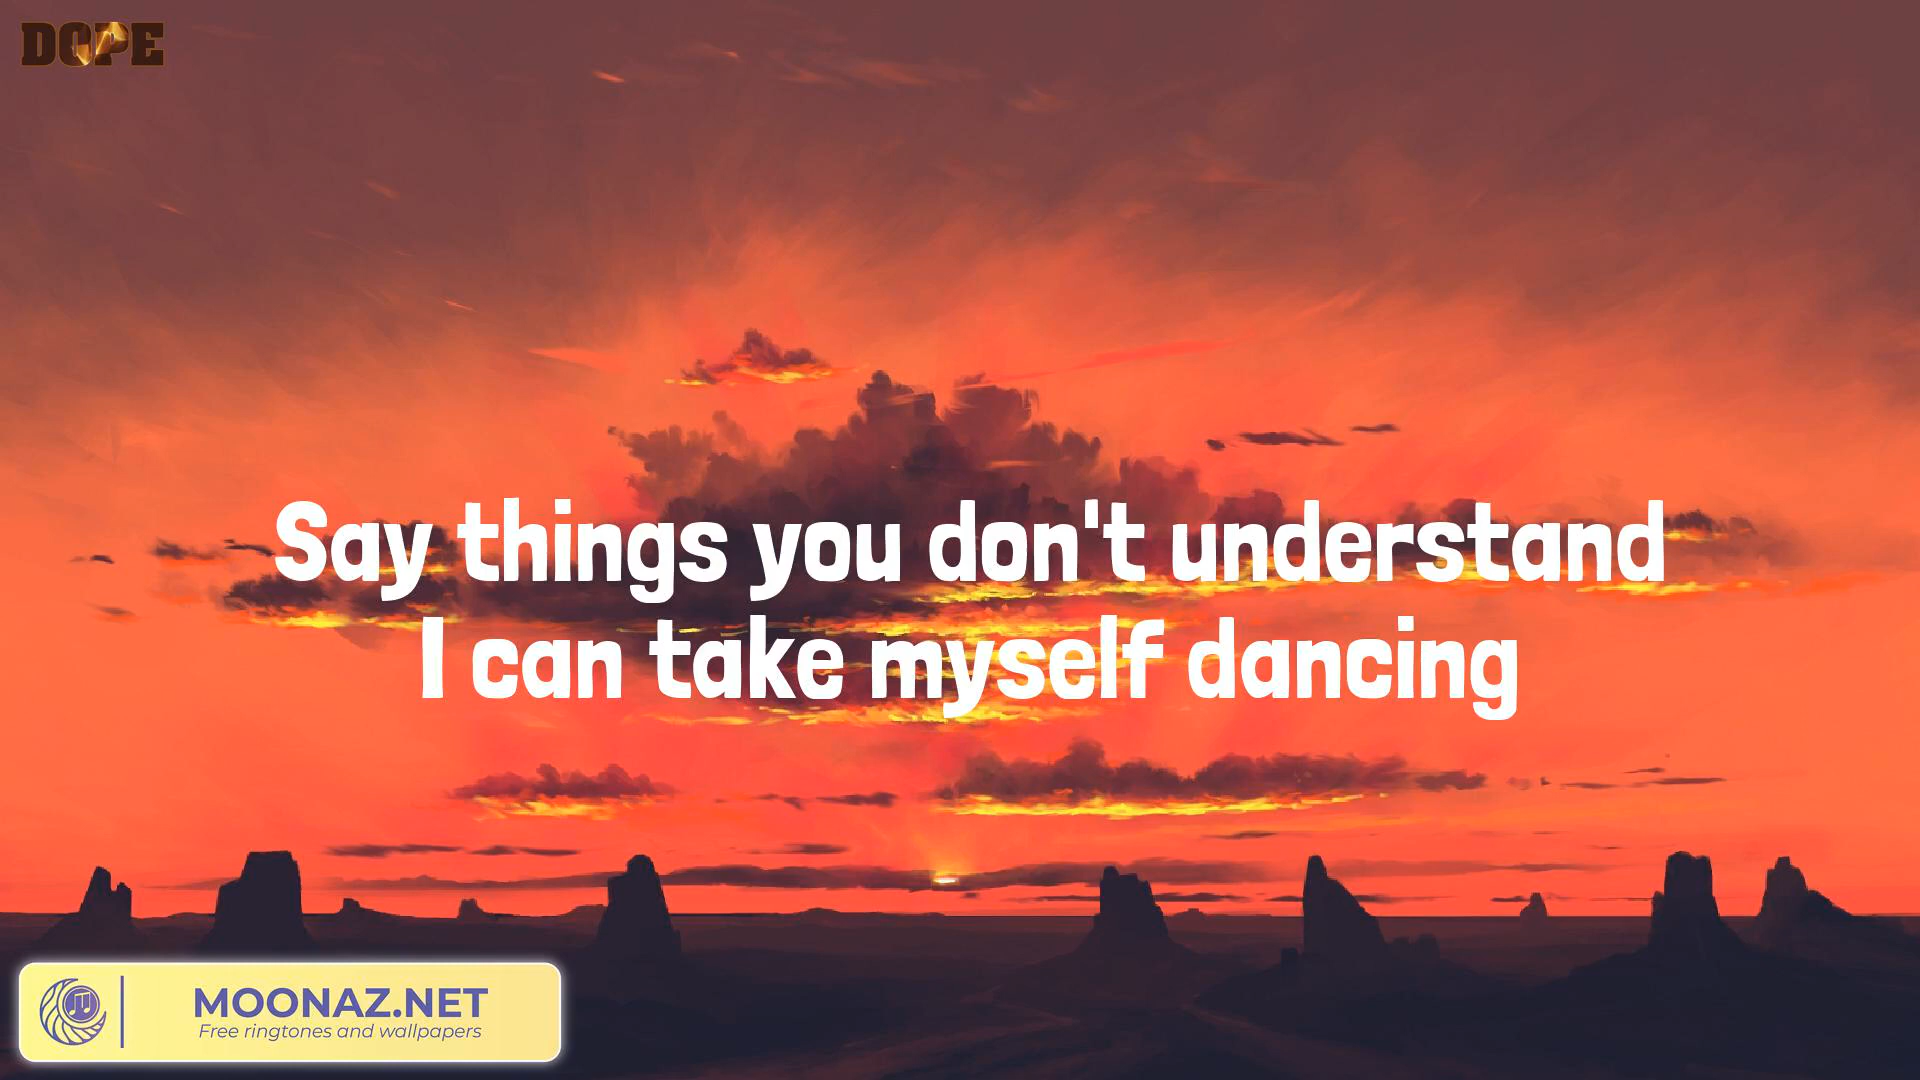 DOPE
Say things you don't understand
I can take myself dancing
MOONAZ.NET
Free ringtones and wallpapers